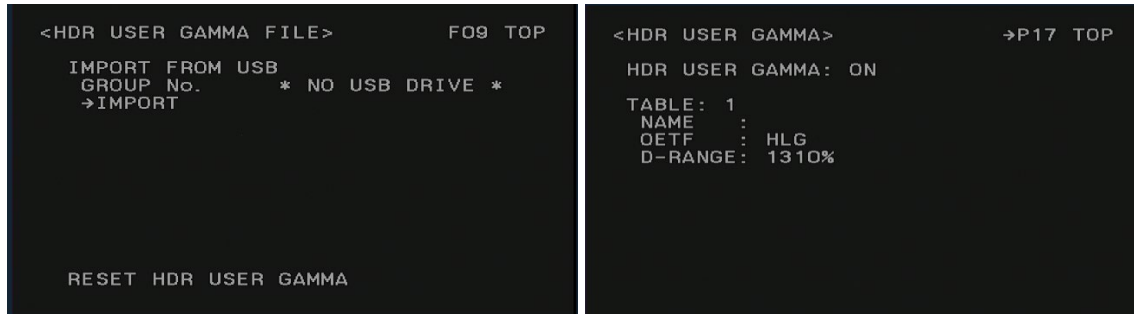 <HDR USER GAMMA FILE> F09 TOP
IMPORT FROM USB
GROUP No. * NO USB DRIVE *
→IMPORT
RESET HDR USER GAMMA
<HDR USER GAMMA> →P17 TOP
HDR USER GAMMA: ON
TABLE: 1
NAME :
OETF : HLG
D-RANGE: 1310%